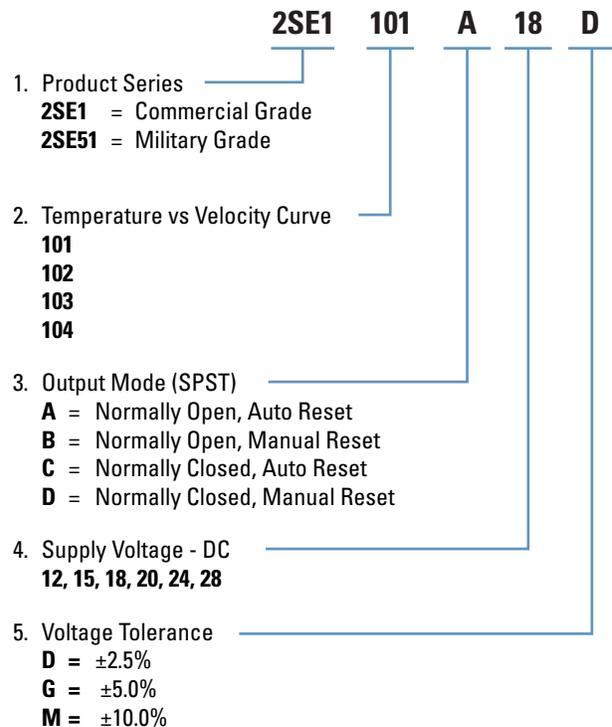 2SE1 101 A 18 D
1. Product Series
2SE1 = Commercial Grade
2SE51 = Military Grade
2. Temperature vs Velocity Curve
101
102
103
104
3. Output Mode (SPST)
A = Normally Open, Auto Reset
B = Normally Open, Manual Reset
C = Normally Closed, Auto Reset
D = Normally Closed, Manual Reset
4. Supply Voltage - DC
12, 15, 18, 20, 24, 28
5. Voltage Tolerance
D = ±2.5%
G = ±5.0%
M = ±10.0%